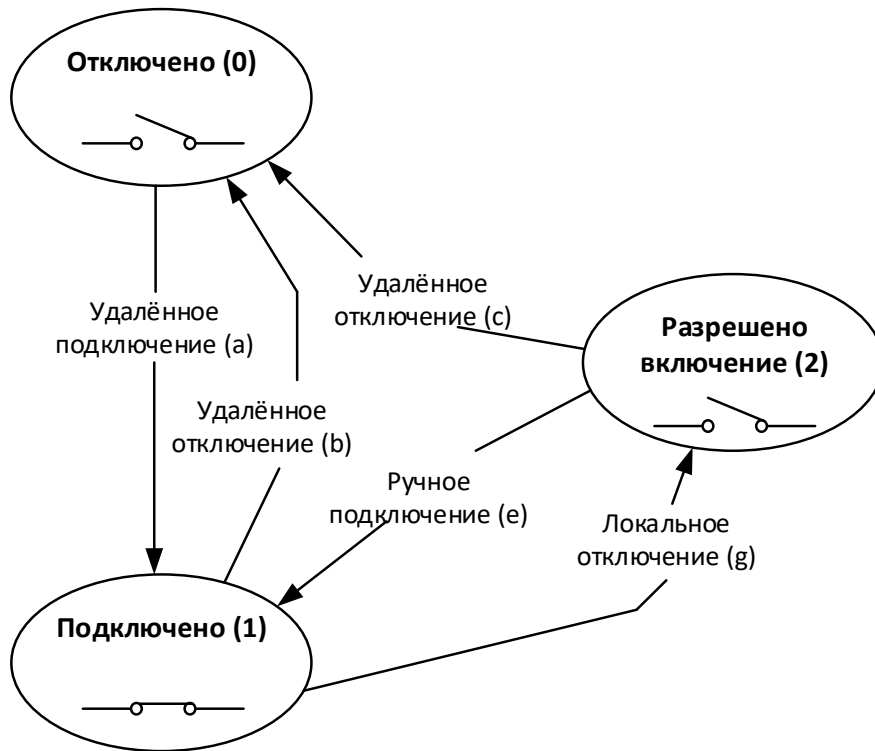 Отключено (0)
Удалённое
подключение (a)
Удалённое
отключение (b)
Удалённое
отключение (c)
Разрешено
включение (2)
Ручное
подключение (e)
Локальное
отключение (g)
Подключено (1)